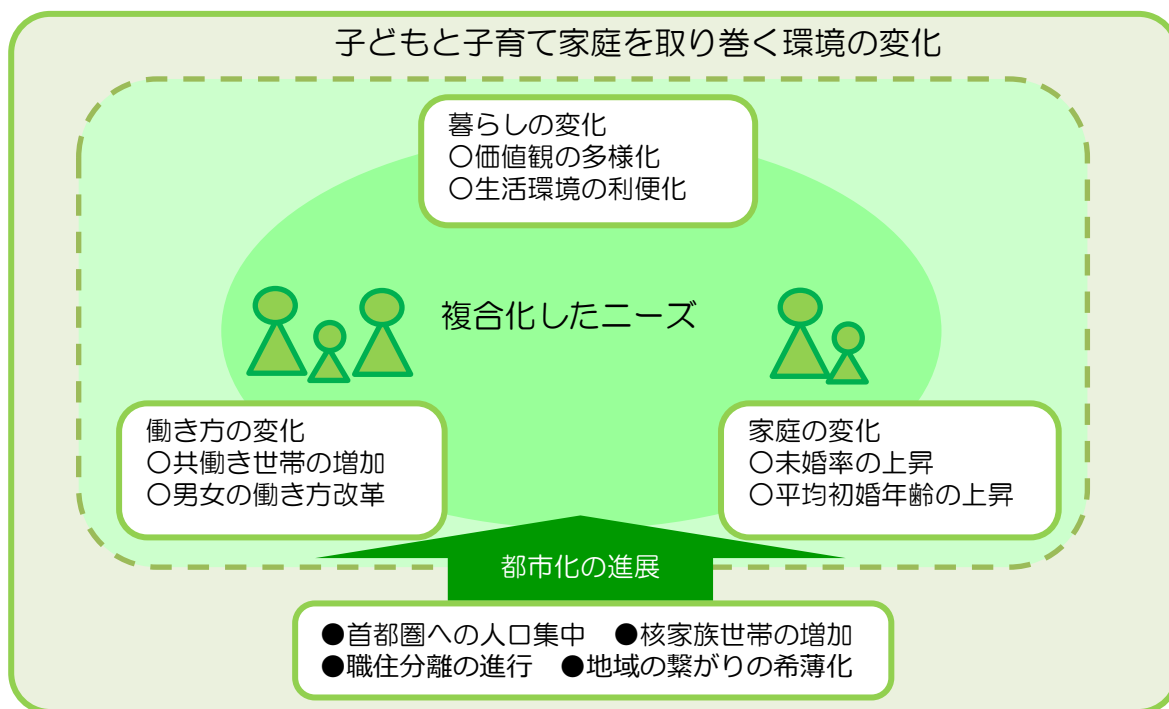 子どもと子育て家庭を取り巻く環境の変化
暮らしの変化
○価値観の多様化
○生活環境の利便化
複合化したニーズ
働き方の変化
○共働き世帯の増加
○男女の働き方改革
家庭の変化
○未婚率の上昇
○平均初婚年齢の上昇
都市化の進展
●首都圏への人口集中 ●核家族世帯の増加
●職住分離の進行 ●地域の繋がりの希薄化